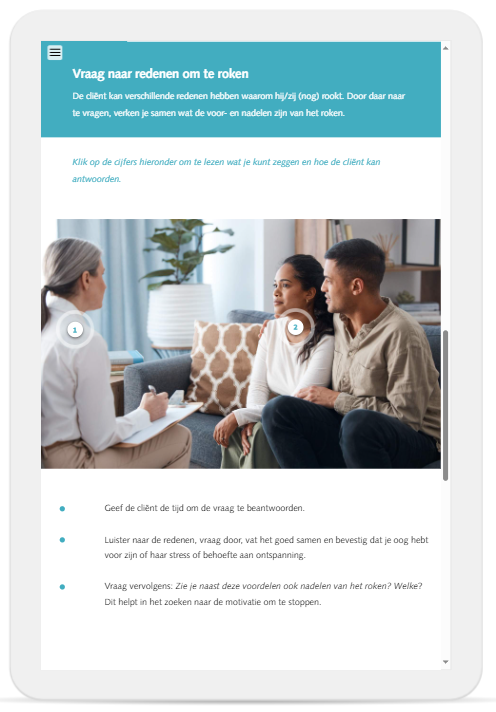 Vraag naar redenen om te roken
De cliënt kan verschillende redenen hebben waarom hij/zij (nog) rookt. Door daar naar
te vragen, verken je samen wat de voor- en nadelen zijn van het roken.
Klik op de cijfers hieronder om te lezen wat je kunt zeggen en hoe de cliënt kan
antwoorden.
1
2
Geef de cliënt de tijd om de vraag te beantwoorden.
Luister naar de redenen, vraag door, vat het goed samen en bevestig dat je oog hebt
voor zijn of haar stress of behoefte aan ontspanning.
Vraag vervolgens: Zie je naast deze voordelen ook nadelen van het roken? Welke?
Dit helpt in het zoeken naar de motivatie om te stoppen.